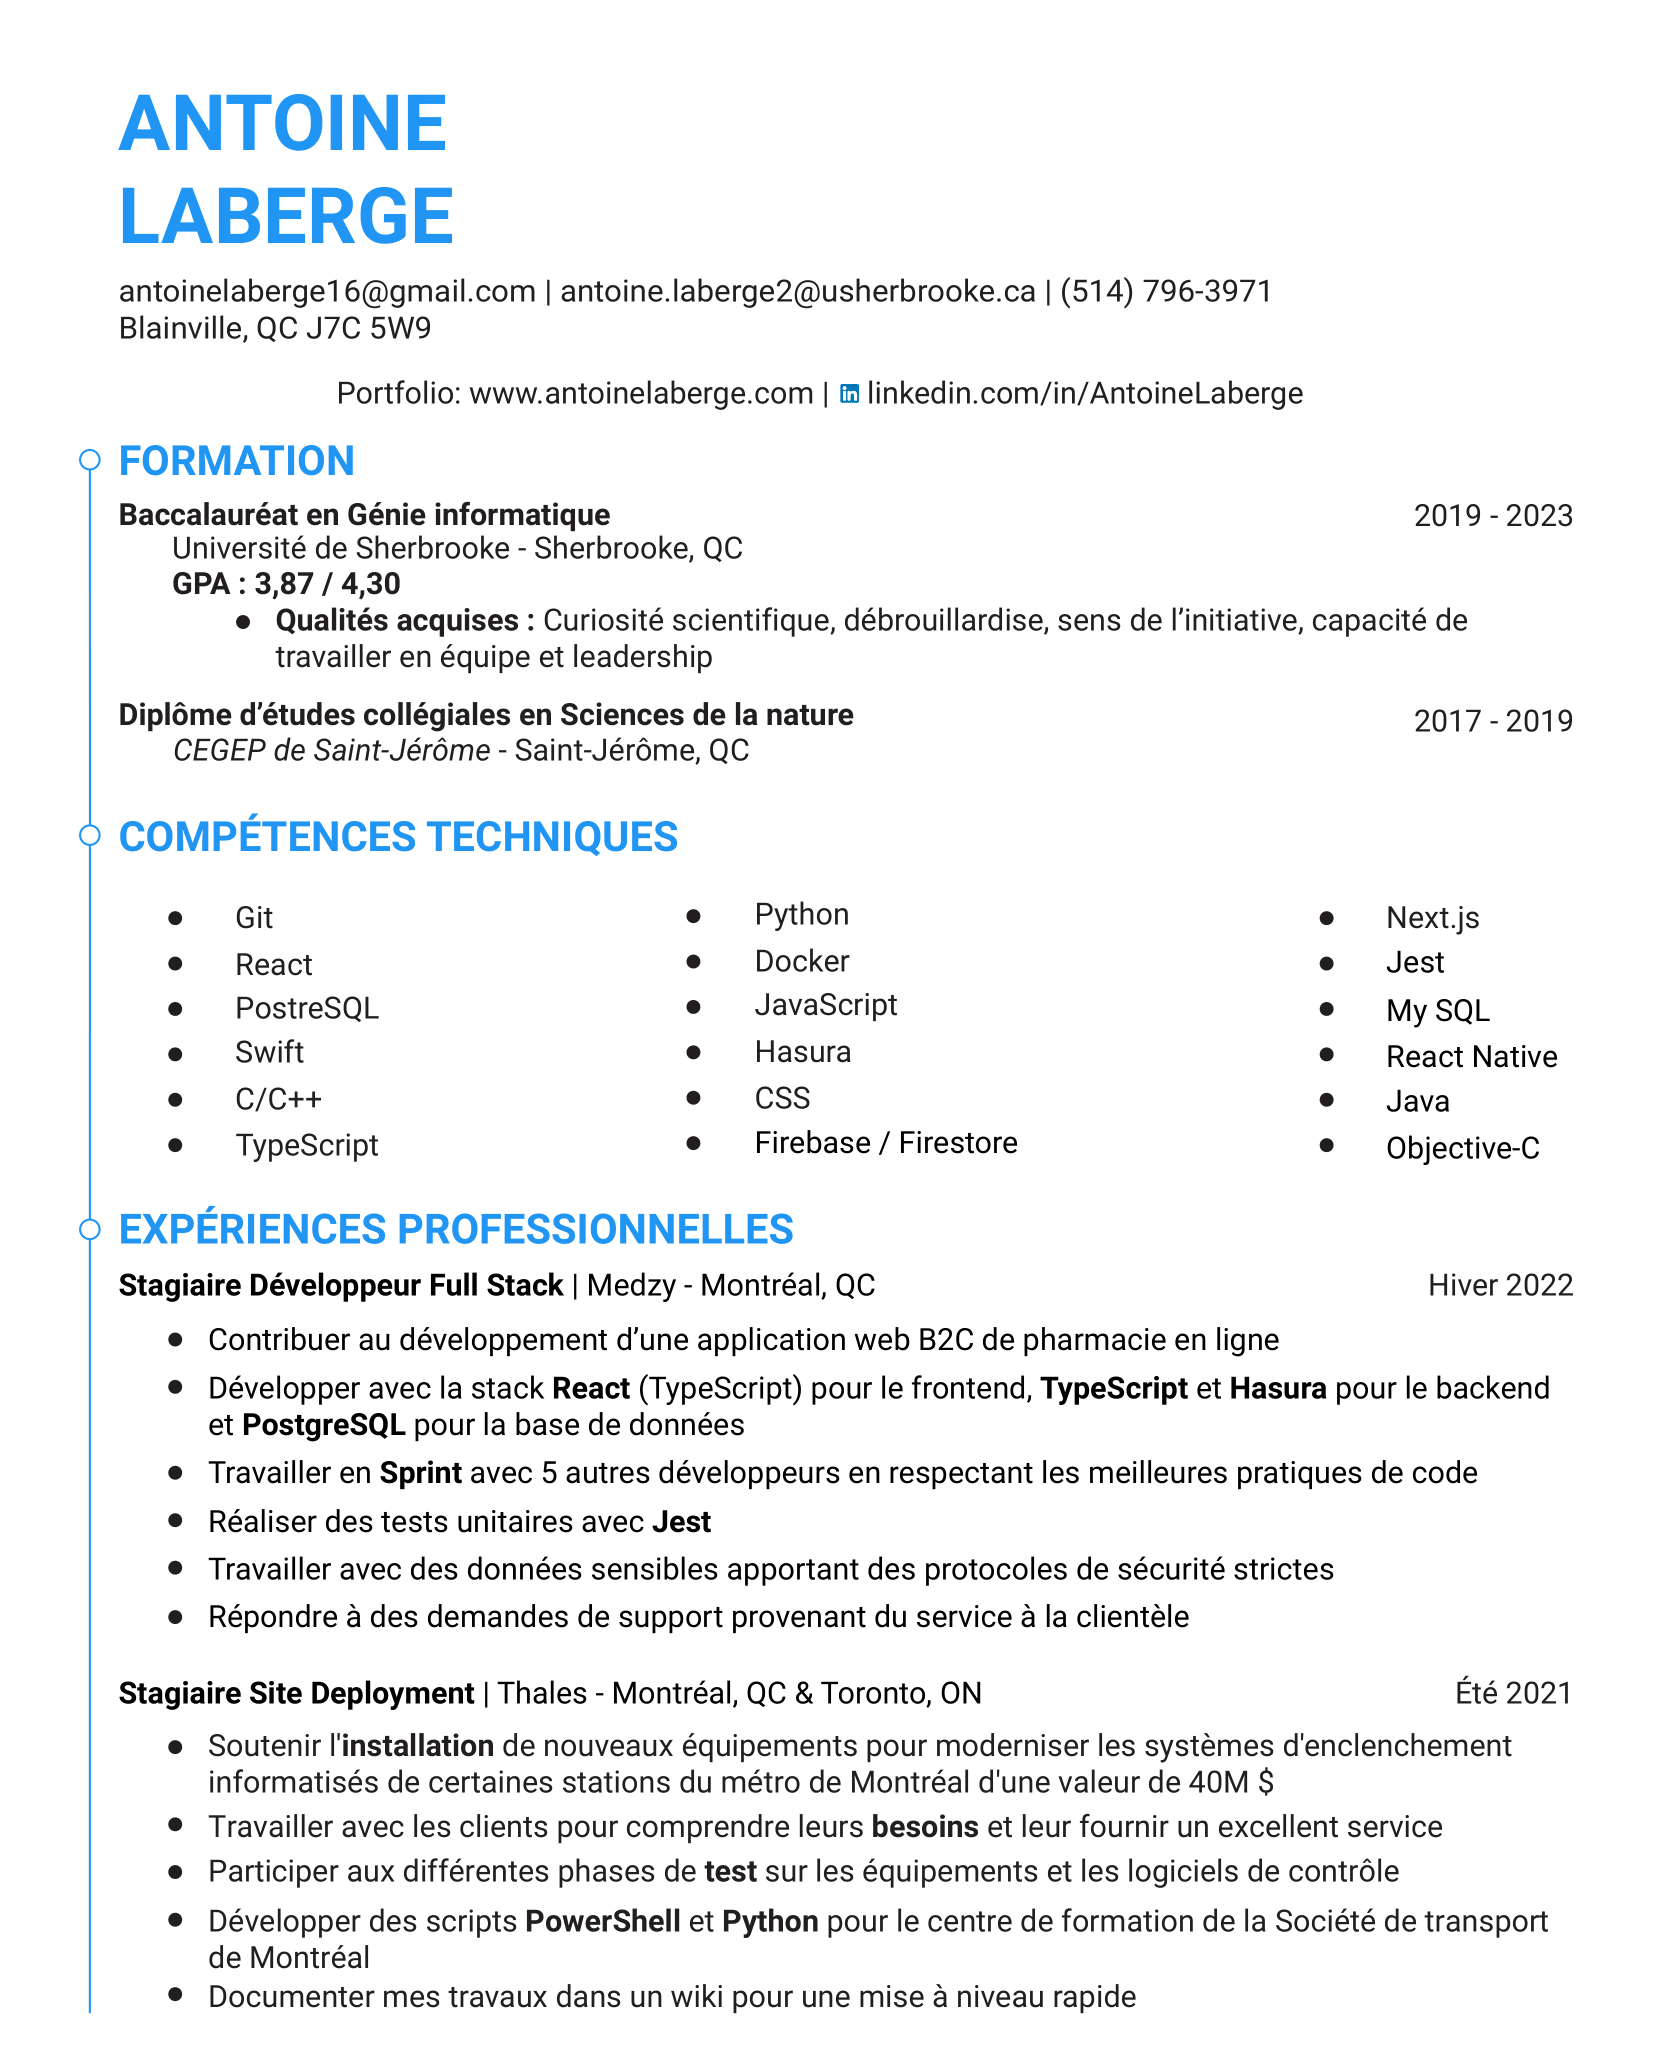 ANTOINE
LABERGE
antoinelaberge16@gmail.com | antoine.laberge2@usherbrooke.ca | (514) 796-3971
Blainville, QC J7C 5W9
Portfolio: www.antoinelaberge.com | linkedin.com/in/AntoineLaberge
FORMATION
Baccalauréat en Génie informatique 2019 - 2023
Université de Sherbrooke - Sherbrooke, QC
GPA : 3,87 / 4,30
● Qualités acquises : Curiosité scientifique, débrouillardise, sens de l’initiative, capacité de
travailler en équipe et leadership
Diplôme d’études collégiales en Sciences de la nature 2017 - 2019
CEGEP de Saint-Jérôme - Saint-Jérôme, QC
COMPÉTENCES TECHNIQUES
● Git
● React
● PostreSQL
● Swift
● C/C++
● TypeScript
● Python
● Docker
● JavaScript
● Hasura
● CSS
● Firebase / Firestore
● Next.js
● Jest
● My SQL
● React Native
● Java
● Objective-C
EXPÉRIENCES PROFESSIONNELLES
Stagiaire Développeur Full Stack | Medzy - Montréal, QC Hiver 2022
● Contribuer au développement d’une application web B2C de pharmacie en ligne
● Développer avec la stack React (TypeScript) pour le frontend, TypeScript et Hasura pour le backend
et PostgreSQL pour la base de données
● Travailler en Sprint avec 5 autres développeurs en respectant les meilleures pratiques de code
● Réaliser des tests unitaires avec Jest
● Travailler avec des données sensibles apportant des protocoles de sécurité strictes
● Répondre à des demandes de support provenant du service à la clientèle
Stagiaire Site Deployment | Thales - Montréal, QC & Toronto, ON Été 2021
● Soutenir l'installation de nouveaux équipements pour moderniser les systèmes d'enclenchement
informatisés de certaines stations du métro de Montréal d'une valeur de 40M $
● Travailler avec les clients pour comprendre leurs besoins et leur fournir un excellent service
● Participer aux différentes phases de test sur les équipements et les logiciels de contrôle
● Développer des scripts PowerShell et Python pour le centre de formation de la Société de transport
de Montréal
● Documenter mes travaux dans un wiki pour une mise à niveau rapide